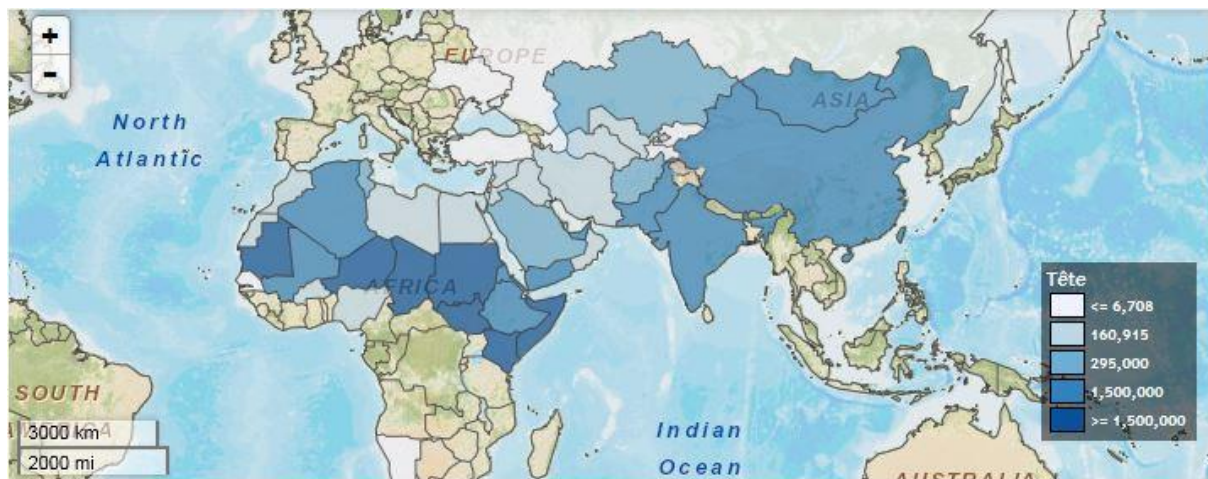 +
-
EUROPE
ASIA
North
Atlantic
AFRICA
Tête
<= 6,708
160,915
295,000
1,500,000
>= 1,500,000
SOUTH
AMERICA
3000 km
2000 mi
Indian
Ocean
AUSTRALIA